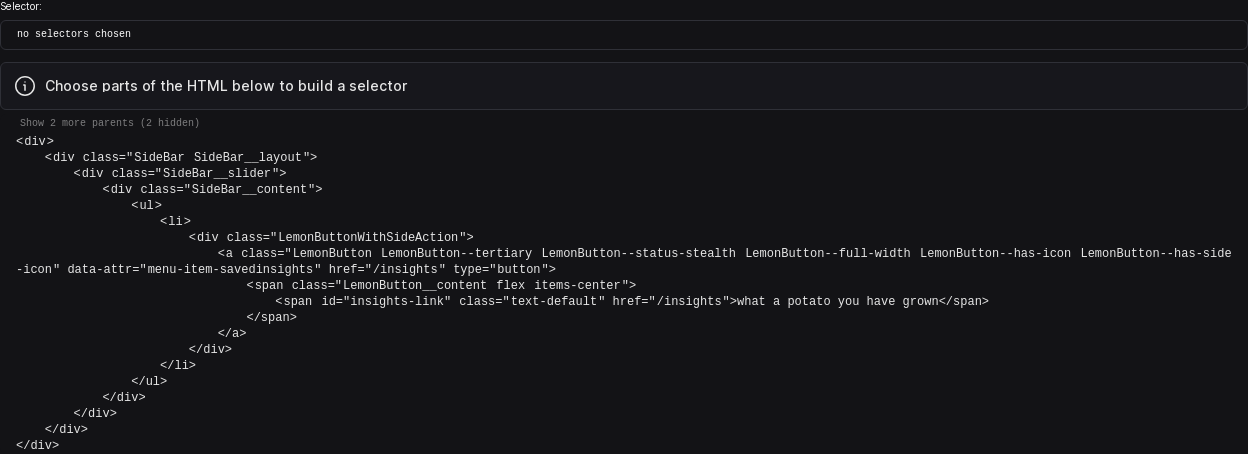 Selector:
no selectors chosen
Choose parts of the HTML below to build a selector
Show 2 more parents (2 hidden)
<div>
<div class="SideBar SideBar__layout">
<div class="SideBar__slider">
<div class="SideBar__content">
<ul>
<li>
<div class="LemonButtonWithSideAction">
<a class="LemonButton LemonButton--tertiary LemonButton--status-stealth LemonButton--full-width LemonButton--has-icon LemonButton--has-side
-icon" data-attr="menu-item-savedinsights" href="/insights" type="button">
<span class="LemonButton__content flex items-center">
<span id="insights-link" class="text-default" href="/insights">what a potato you have grown</span>
</span>
</a>
</div>
</li>
</ul>
</div>
</div>
</div>
</div>